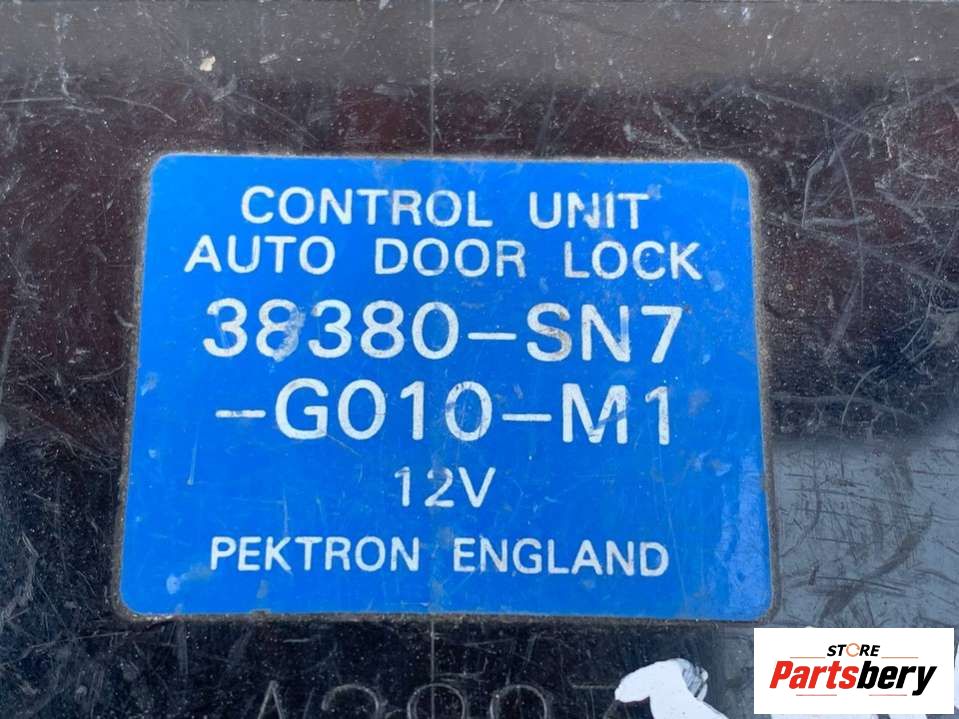 CONTROL UNIT
AUTO DOOR LOCK
38380-SN7
-G010-M1
12V
PEKTRON ENGLAND
STORE
Partsbery